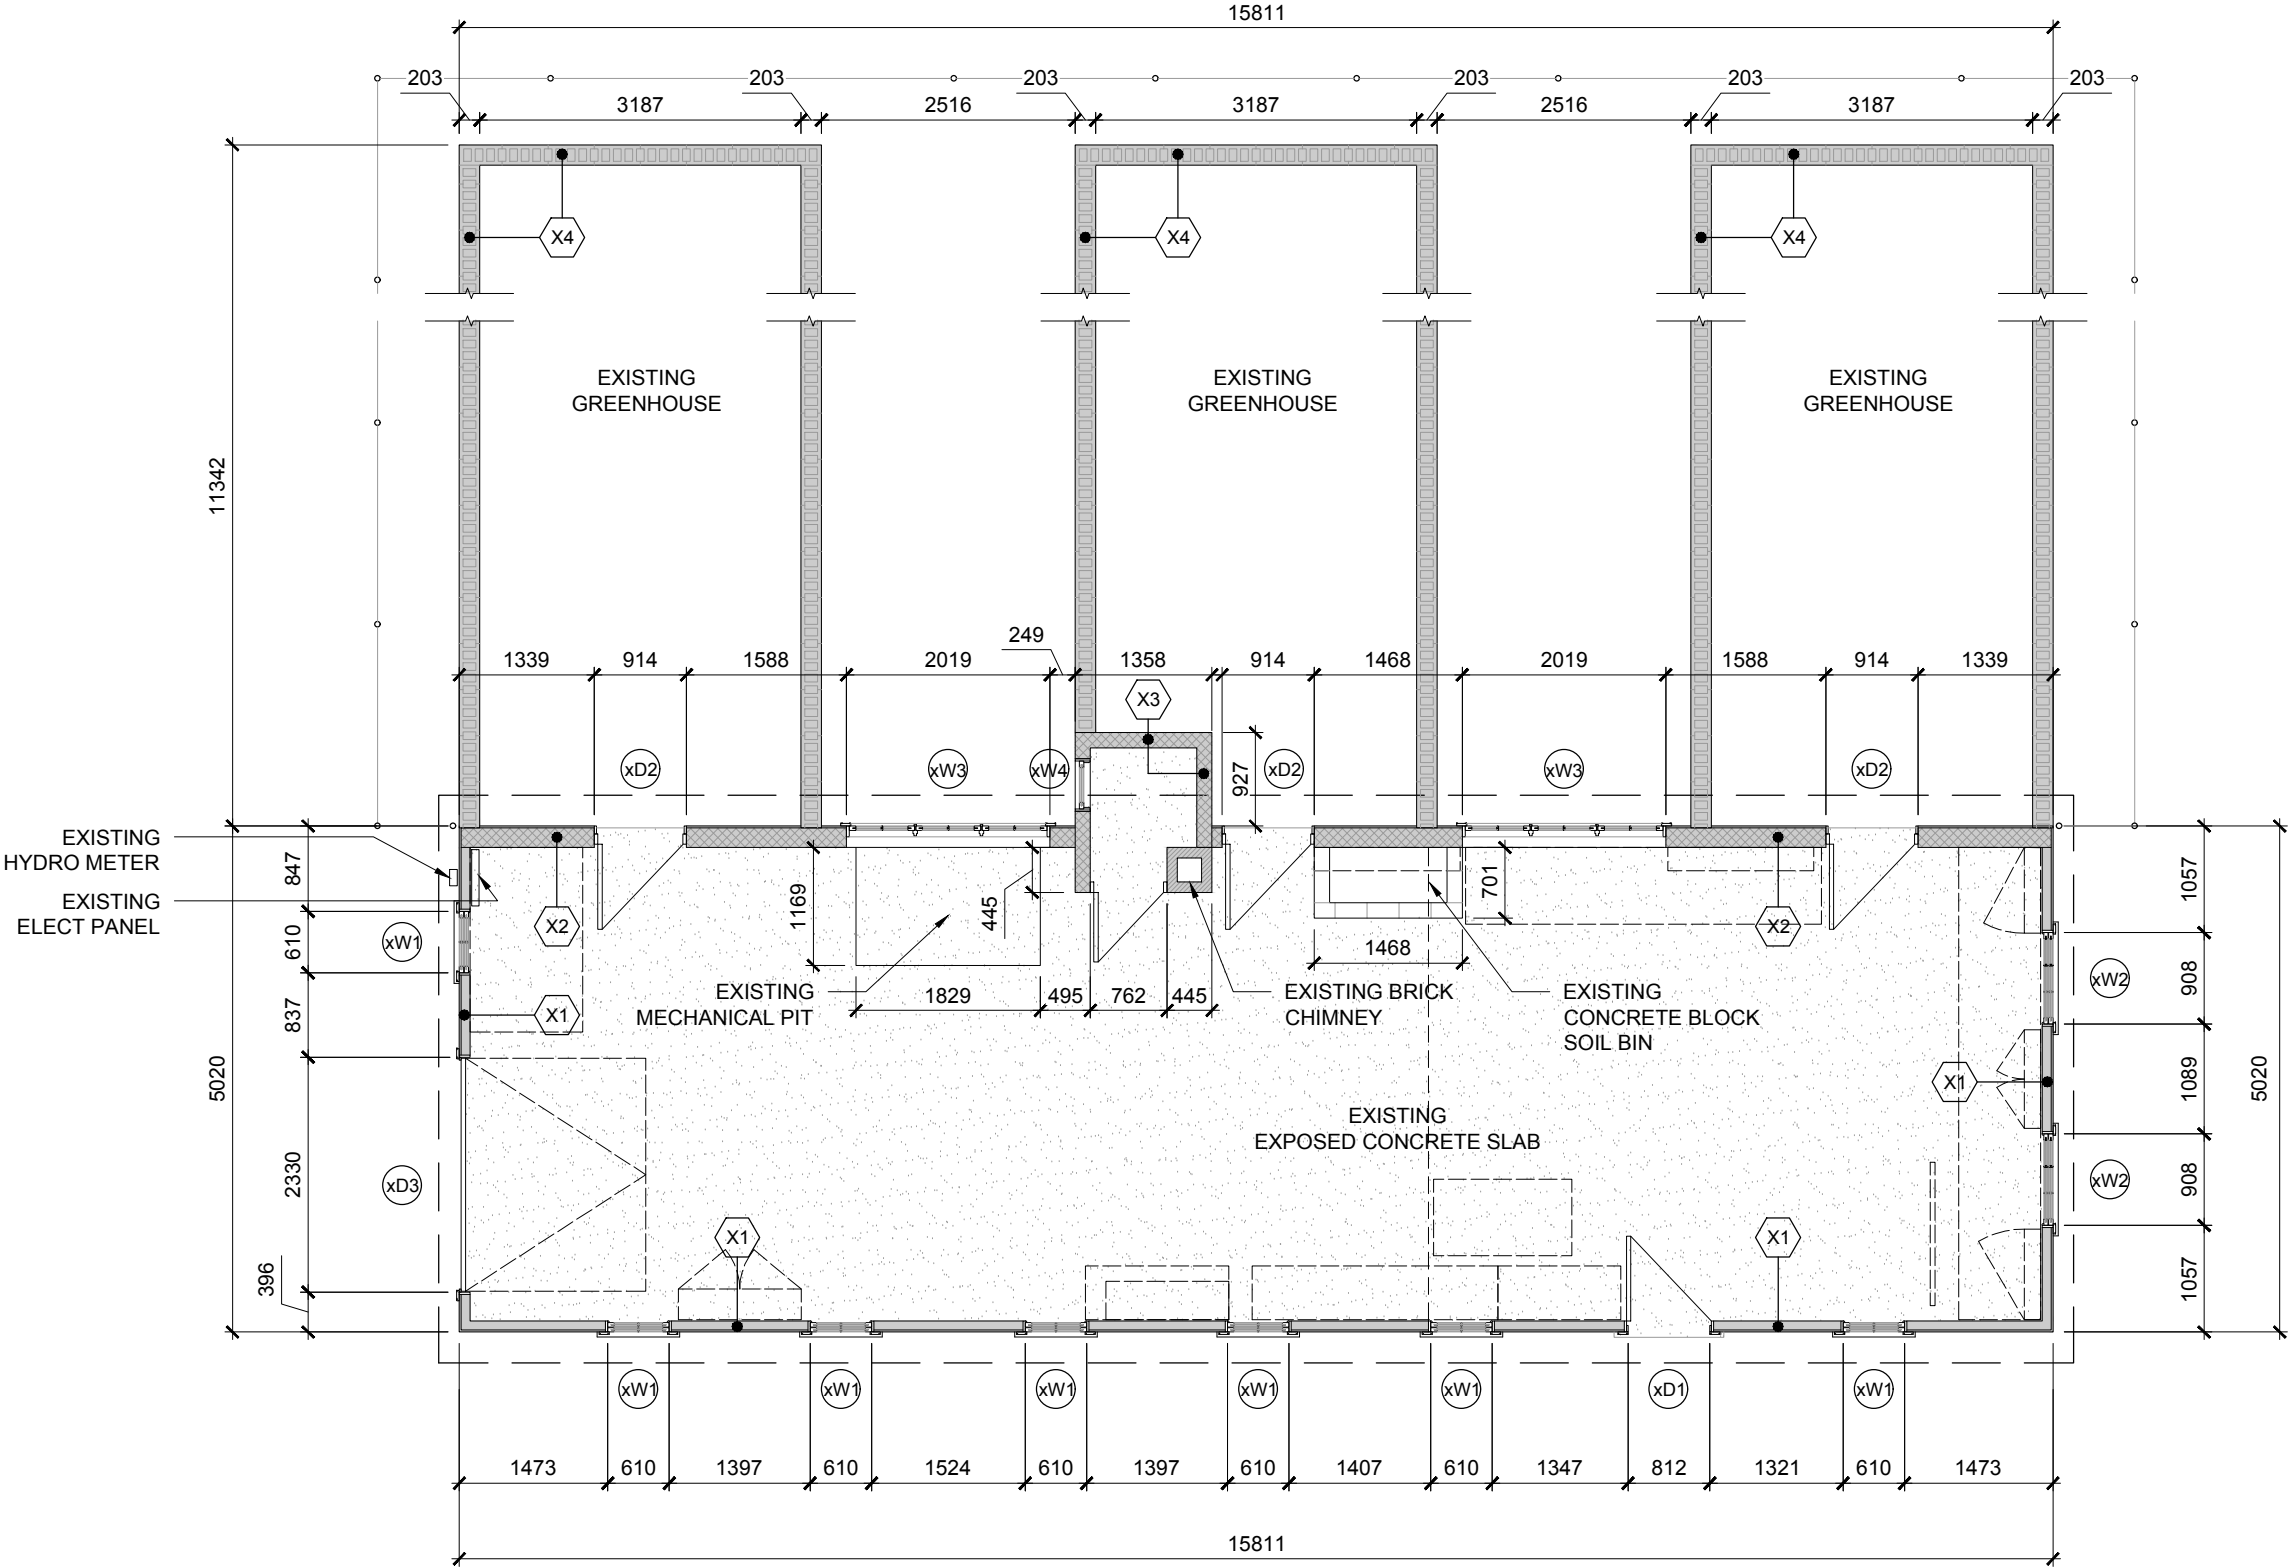 15811
203 203 203 203 203 203
3187 2516 3187 2516 3187
X4 X4 X4
EXISTING
GREENHOUSE
EXISTING
GREENHOUSE
EXISTING
GREENHOUSE
11342
249
1339 914 1588 2019 1358 914 1468 2019 1588 914 1339
X3
xD2 xW3 xW4 927 xD2 xW3 xD2
EXISTING
HYDRO METER
EXISTING
ELECT PANEL
847
610
837
2330
396
5020
xW1
xD3
X2
X1
1169
445
EXISTING
MECHANICAL PIT
1829 495 762 445
EXISTING BRICK
CHIMNEY
701
1468
EXISTING
CONCRETE BLOCK
SOIL BIN
X2
X1
EXISTING
EXPOSED CONCRETE SLAB
X1
X1
xW2
xW2
1057
908
1089
908
1057
5020
xW1 xW1 xW1 xW1 xW1 xD1 xW1
1473 610 1397 610 1524 610 1397 610 1407 610 1347 812 1321 610 1473
15811